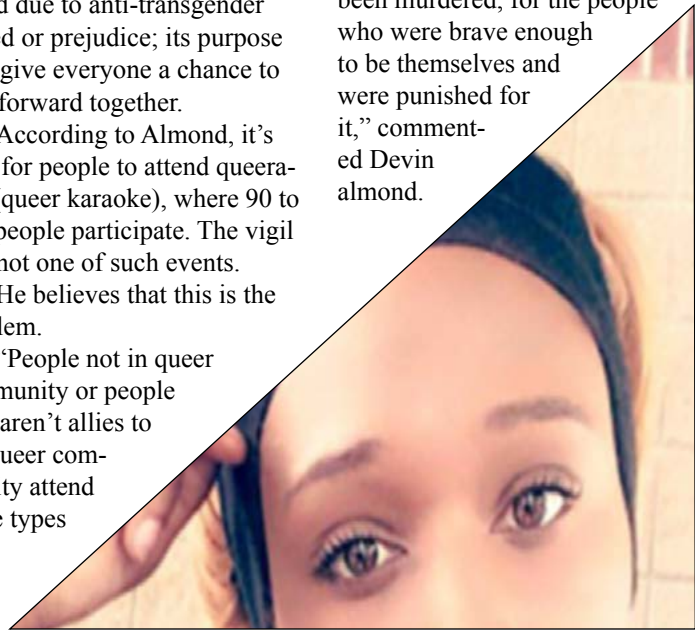 due to anti-transgender
or prejudice; its purpose
give everyone a chance to
forward together.
According to Almond, it’s
for people to attend queera-
queer karaoke), where 90 to
people participate. The vigil
not one of such events.
He believes that this is the
lem.
“People not in queer
munity or people
aren’t allies to
ueer com-
ty attend
types
been murdered, for the people
who were brave enough
to be themselves and
were punished for
it,” comment-
ed Devin
almond.